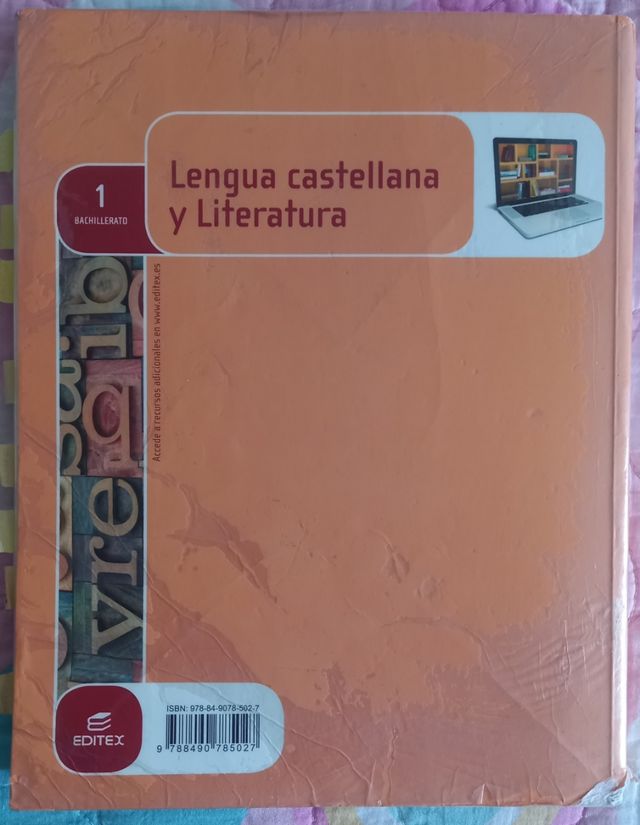 Lengua castellana
y Literatura
1
BACHILLERATO
Accede a recursos adicionales en www.editex.es
ISBN: 978-84-9078-502-7
9 788490 785027
EDITEX